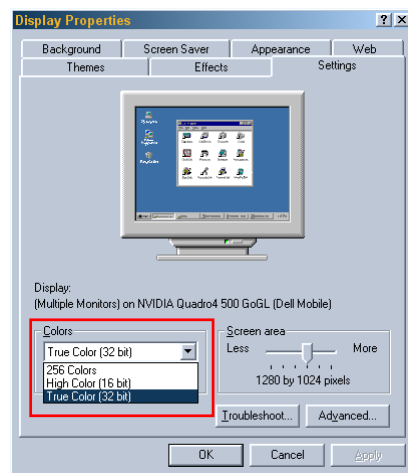 Display Properties
Background Screen Saver Appearance Web
Themes Effects Settings
Display:
(Multiple Monitors) on NVIDIA Quadro4 500 GoGL (Dell Mobile)
Colors
True Color (32 bit)
256 Colors
High Color (16 bit)
True Color (32 bit)
Screen area
Less More
1280 by 1024 pixels
Troubleshoot... Advanced...
OK Cancel Apply